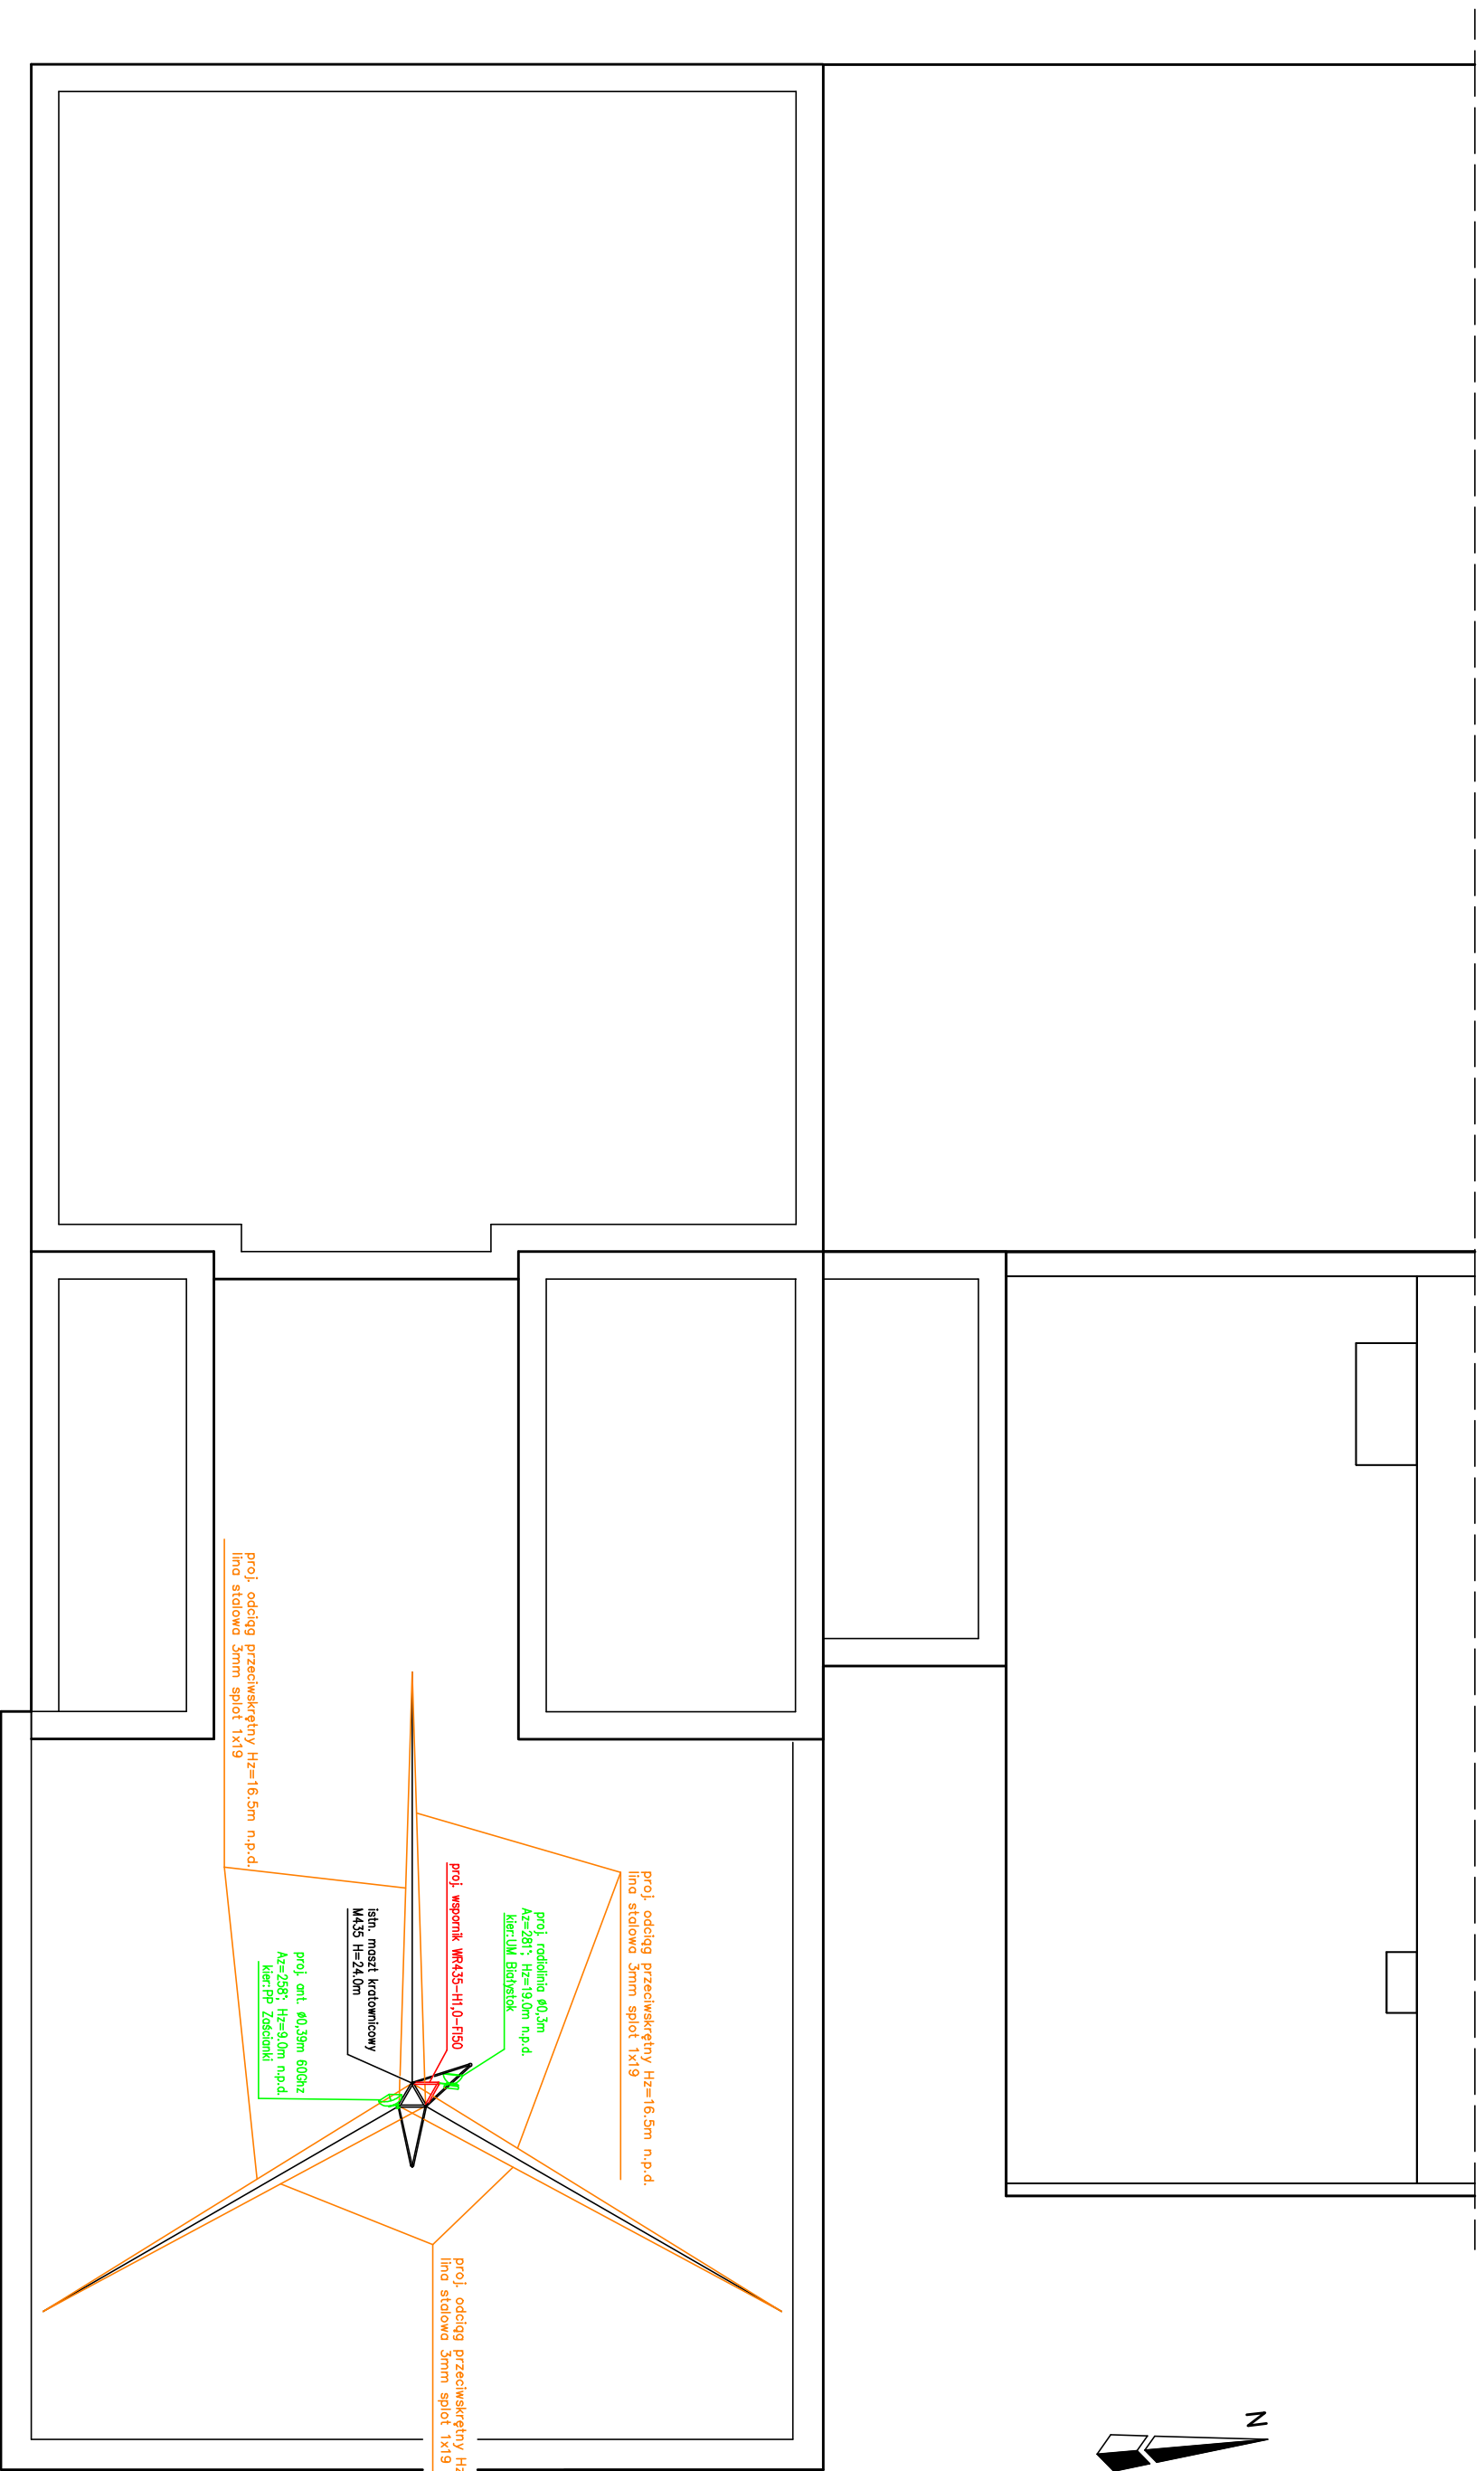 proj. odciąg przeciwskrętny Hz=16.5m n.p.d.
lina stalowa 3mm splot 1x19
proj. odciąg przeciwskrętny Hz=16.5m n.p.d.
lina stalowa 3mm splot 1x19
proj. radiolinia ø0,3m
Az=281°; Hz=19.0m n.p.d.
kier:UM Białystok
proj. wspornik WR435-H1,0-FI50
istn. maszt kratownicowy
M435 H=24.0m
proj. ant. ø0,39m 60Ghz
Az=258°; Hz=9.0m n.p.d.
kier:PP Zaścianki
proj. odciąg przeciwskrętny Hz
lina stalowa 3mm splot 1x19
N